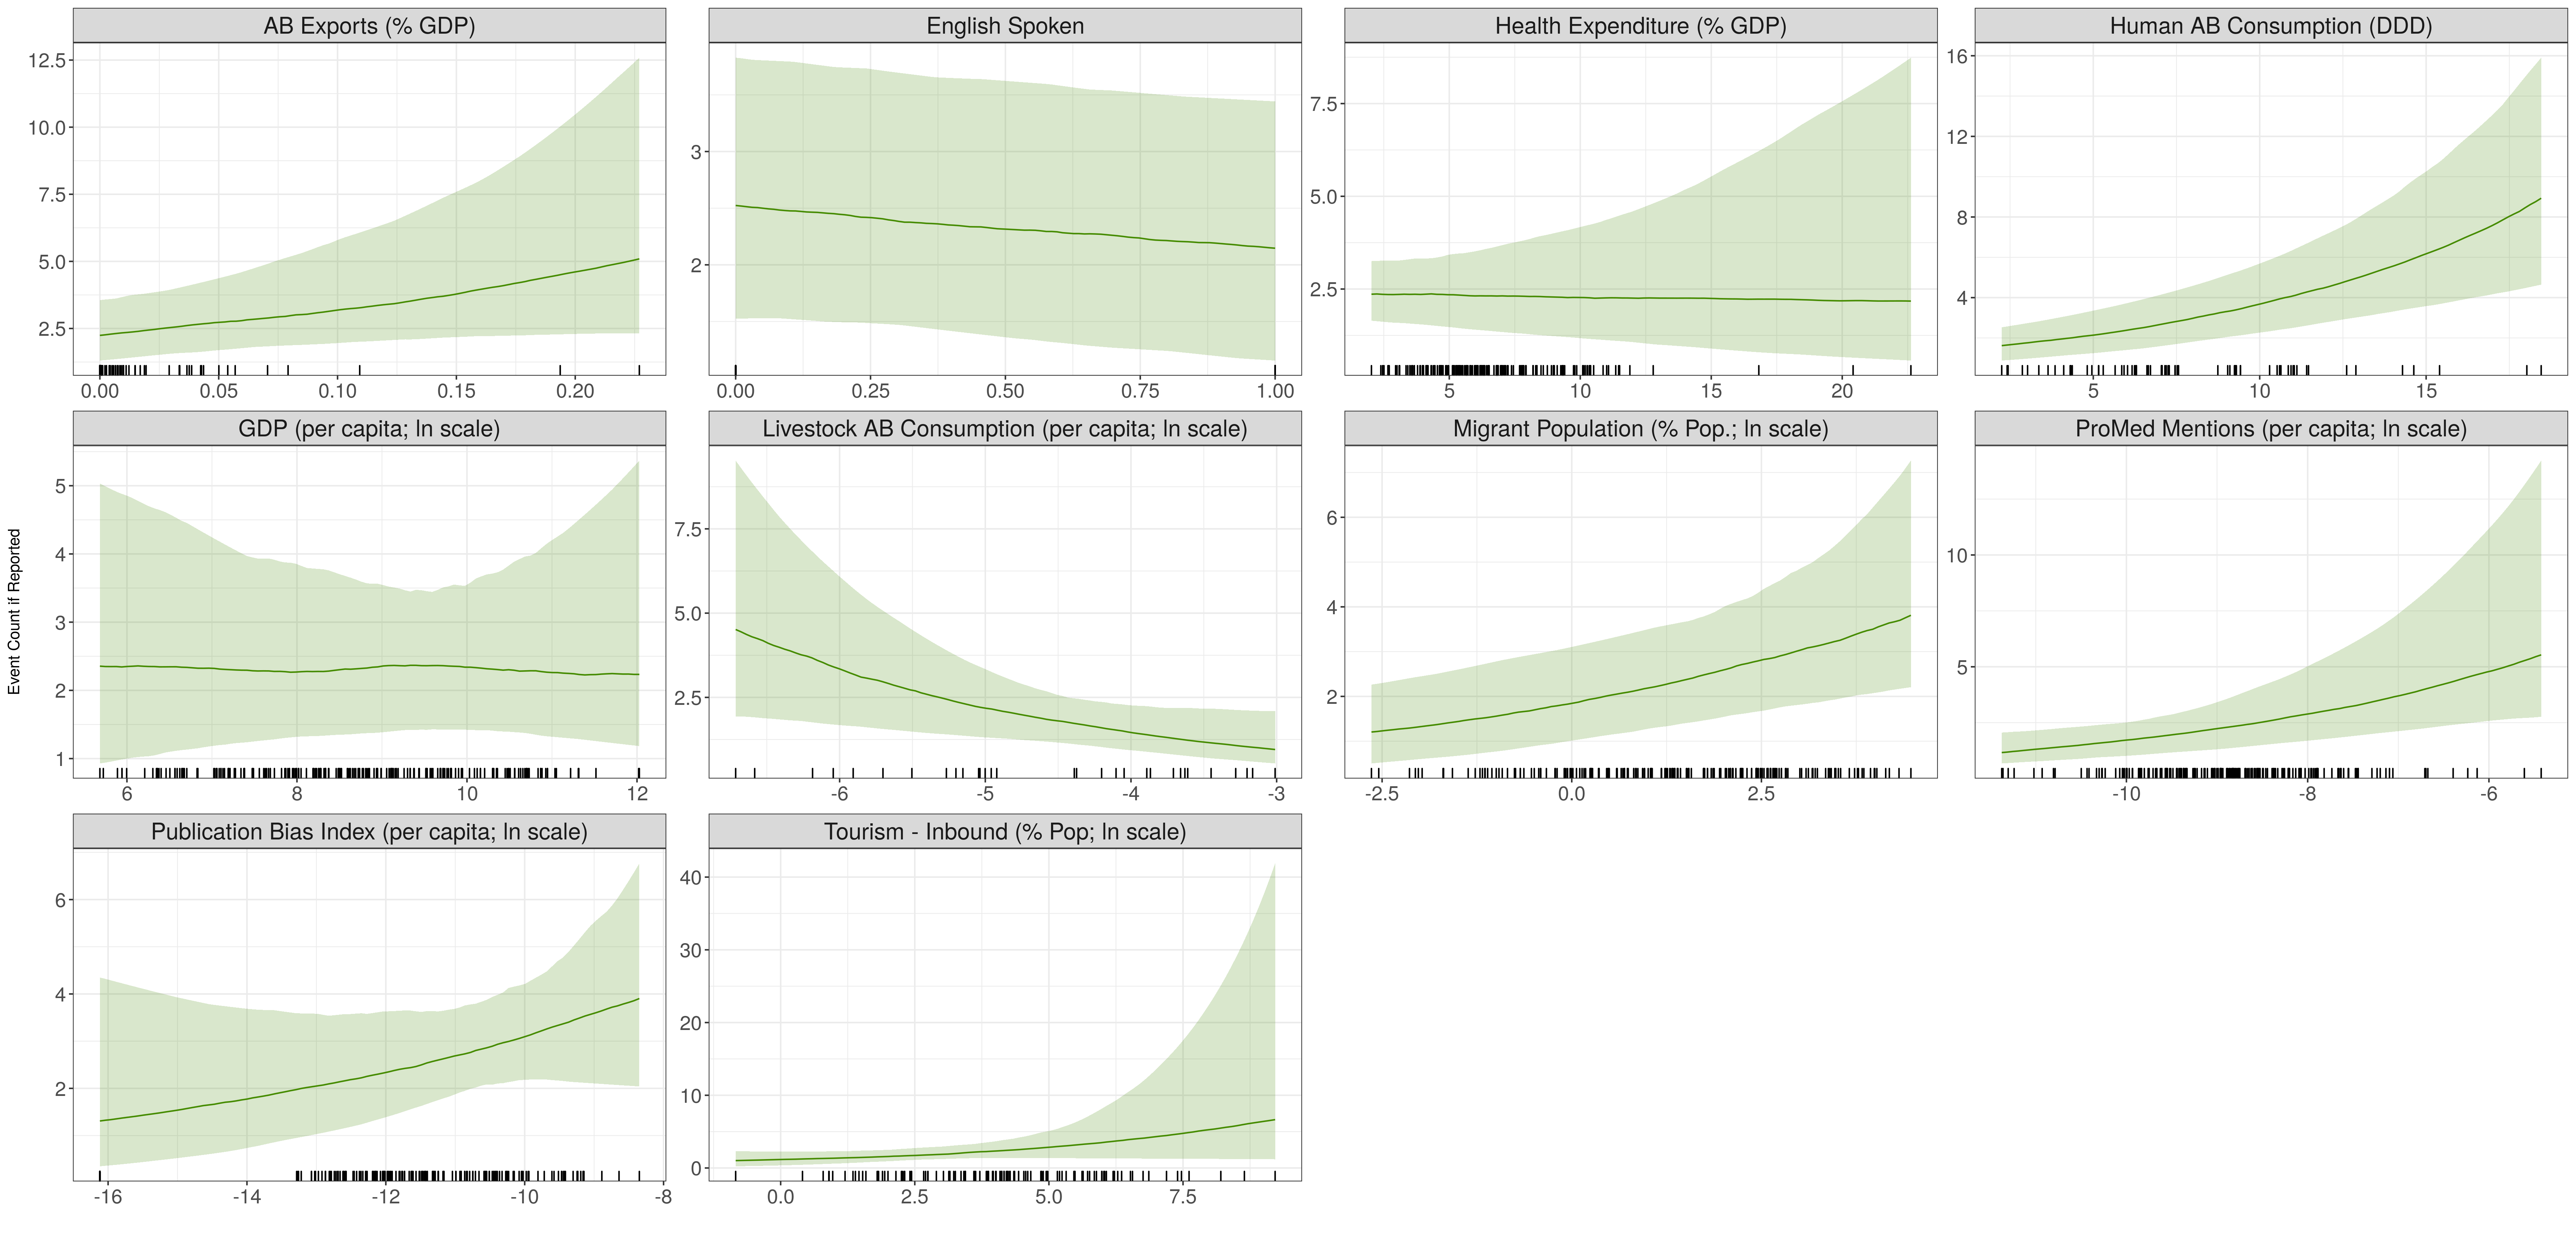 AB Exports (% GDP)
English Spoken
Health Expenditure (% GDP)
Human AB Consumption (DDD)
12.5
10.0
7.5
5.0
2.5
0.00 0.05 0.10 0.15 0.20
3
2
0.00 0.25 0.50 0.75 1.00
7.5
5.0
2.5
5 10 15 20
16
12
8
4
5 10 15
Event Count if Reported
GDP (per capita; ln scale)
Livestock AB Consumption (per capita; ln scale)
Migrant Population (% Pop.; ln scale)
ProMed Mentions (per capita; ln scale)
5
4
3
2
1
6 8 10 12
7.5
5.0
2.5
-6 -5 -4 -3
6
4
2
-2.5 0.0 2.5
10
5
-10 -8 -6
Publication Bias Index (per capita; ln scale)
Tourism - Inbound (% Pop; ln scale)
6
4
2
-16 -14 -12 -10 -8
40
30
20
10
0
0.0 2.5 5.0 7.5